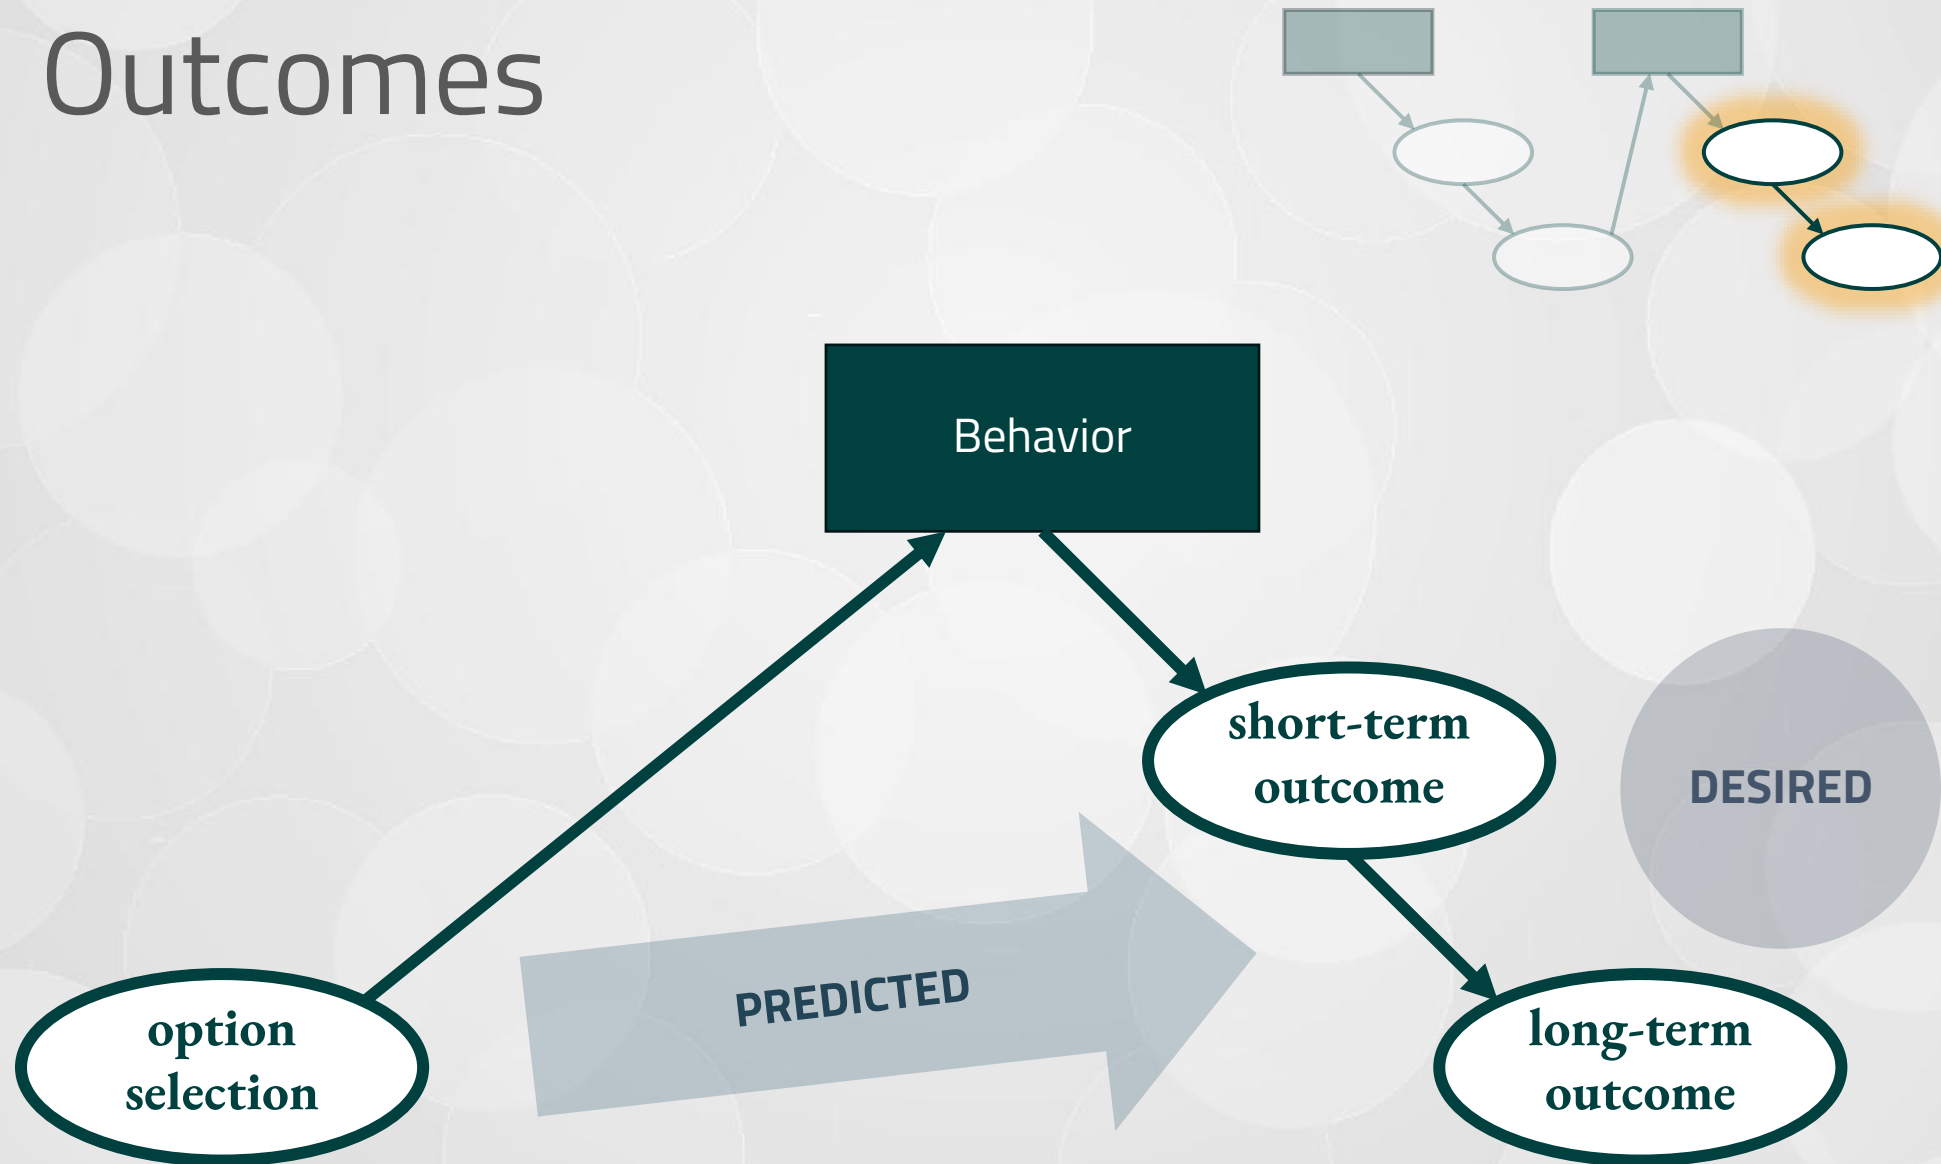 Outcomes
Behavior
short-term
outcome
DESIRED
PREDICTED
option
selection
long-term
outcome